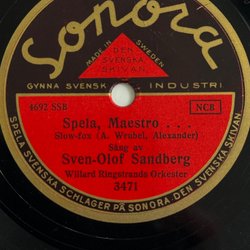 Sonora
MADE IN SWEDEN
DEN SVENSKA SKIVAN
GYNNA SVENSK INDUSTRI
4692 SSB
NCB
Spela, Maestro . . .
Slow-fox (A. Wrubel, Alexander)
Sång av
Sven-Olof Sandberg
Willard Ringstrands Orkester
3471
SPELA SVENSKA SCHLAGER PÅ SONORA DEN SVENSKA SKIVAN.